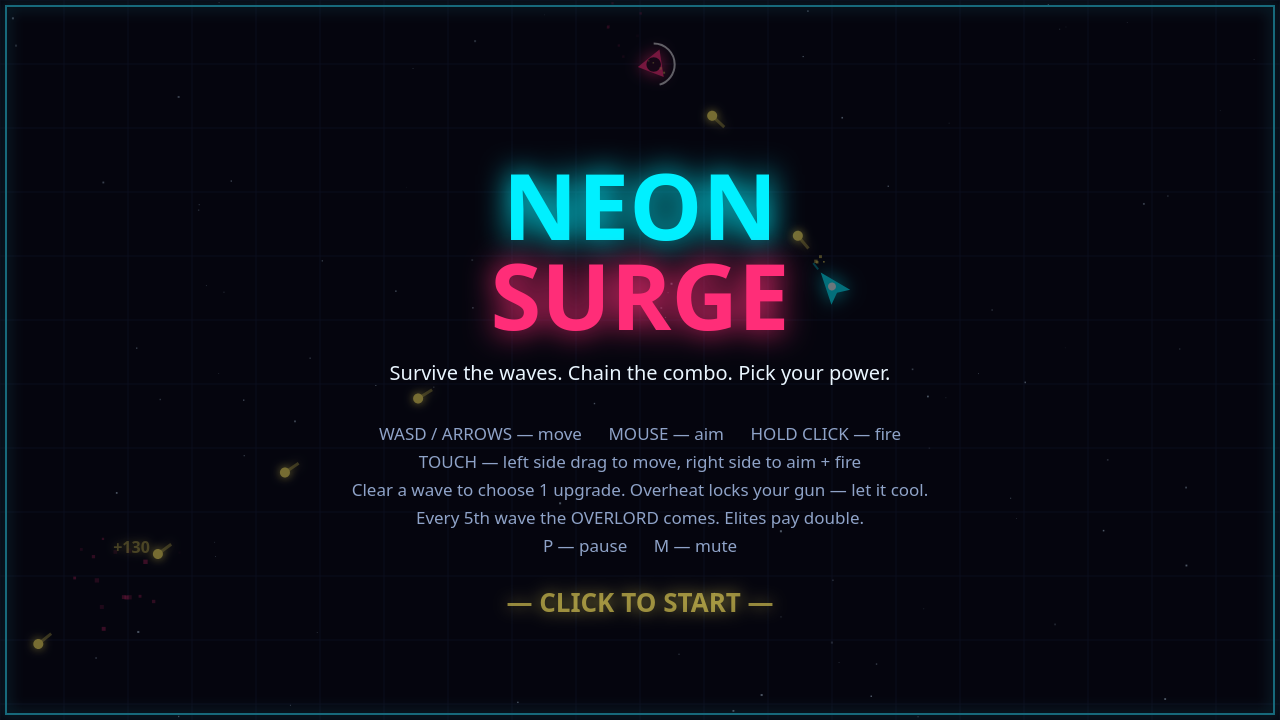 NEON
SURGE
Survive the waves. Chain the combo. Pick your power.
WASD / ARROWS — move MOUSE — aim HOLD CLICK — fire
TOUCH — left side drag to move, right side to aim + fire
Clear a wave to choose 1 upgrade. Overheat locks your gun — let it cool.
Every 5th wave the OVERLORD comes. Elites pay double.
P — pause M — mute
+130
— CLICK TO START —